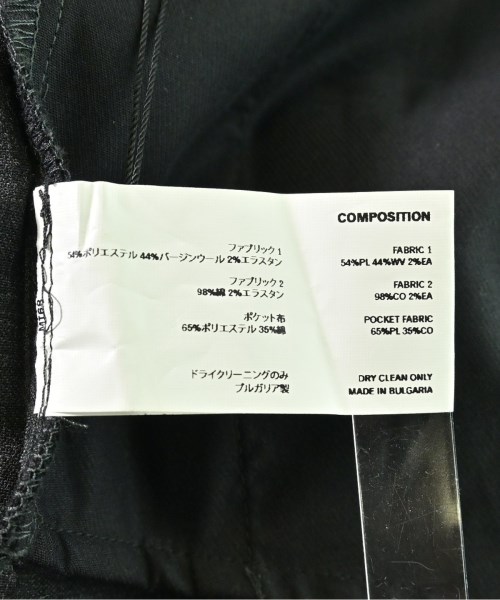 COMPOSITION
ファブリック 1
54%ポリエステル 44%バージンウール 2%エラスタン
ファブリック 2
98%綿 2%エラスタン
ポケット布
65%ポリエステル 35%綿
ドライクリーニングのみ
ブルガリア製
FABRIC 1
54%PL 44%WV 2%EA
FABRIC 2
98%CO 2%EA
POCKET FABRIC
65%PL 35%CO
DRY CLEAN ONLY
MADE IN BULGARIA